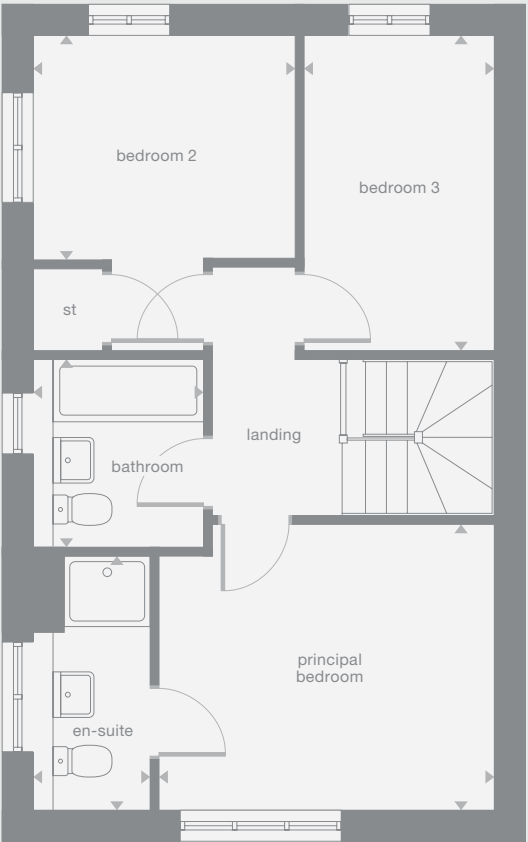 bedroom 2
bedroom 3
st
landing
bathroom
principal
bedroom
en-suite